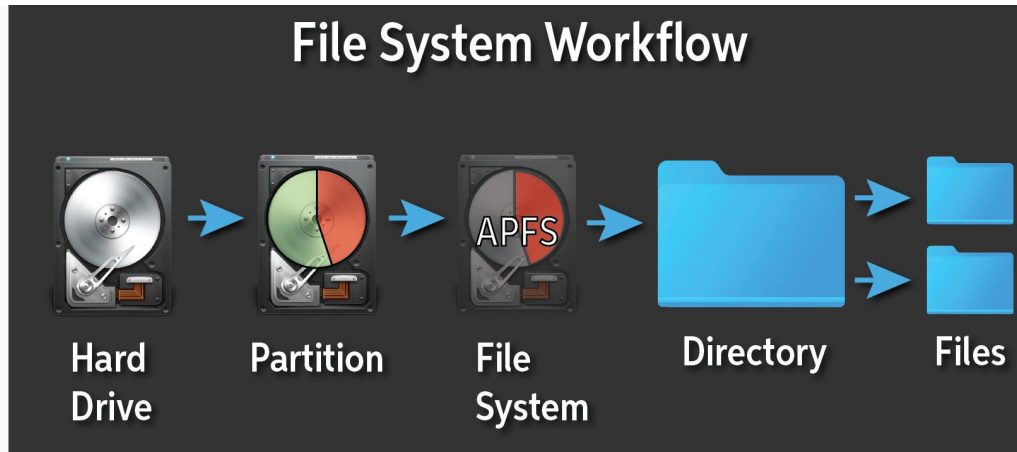 File System Workflow
APFS
Hard
Drive
Partition
File
System
Directory
Files